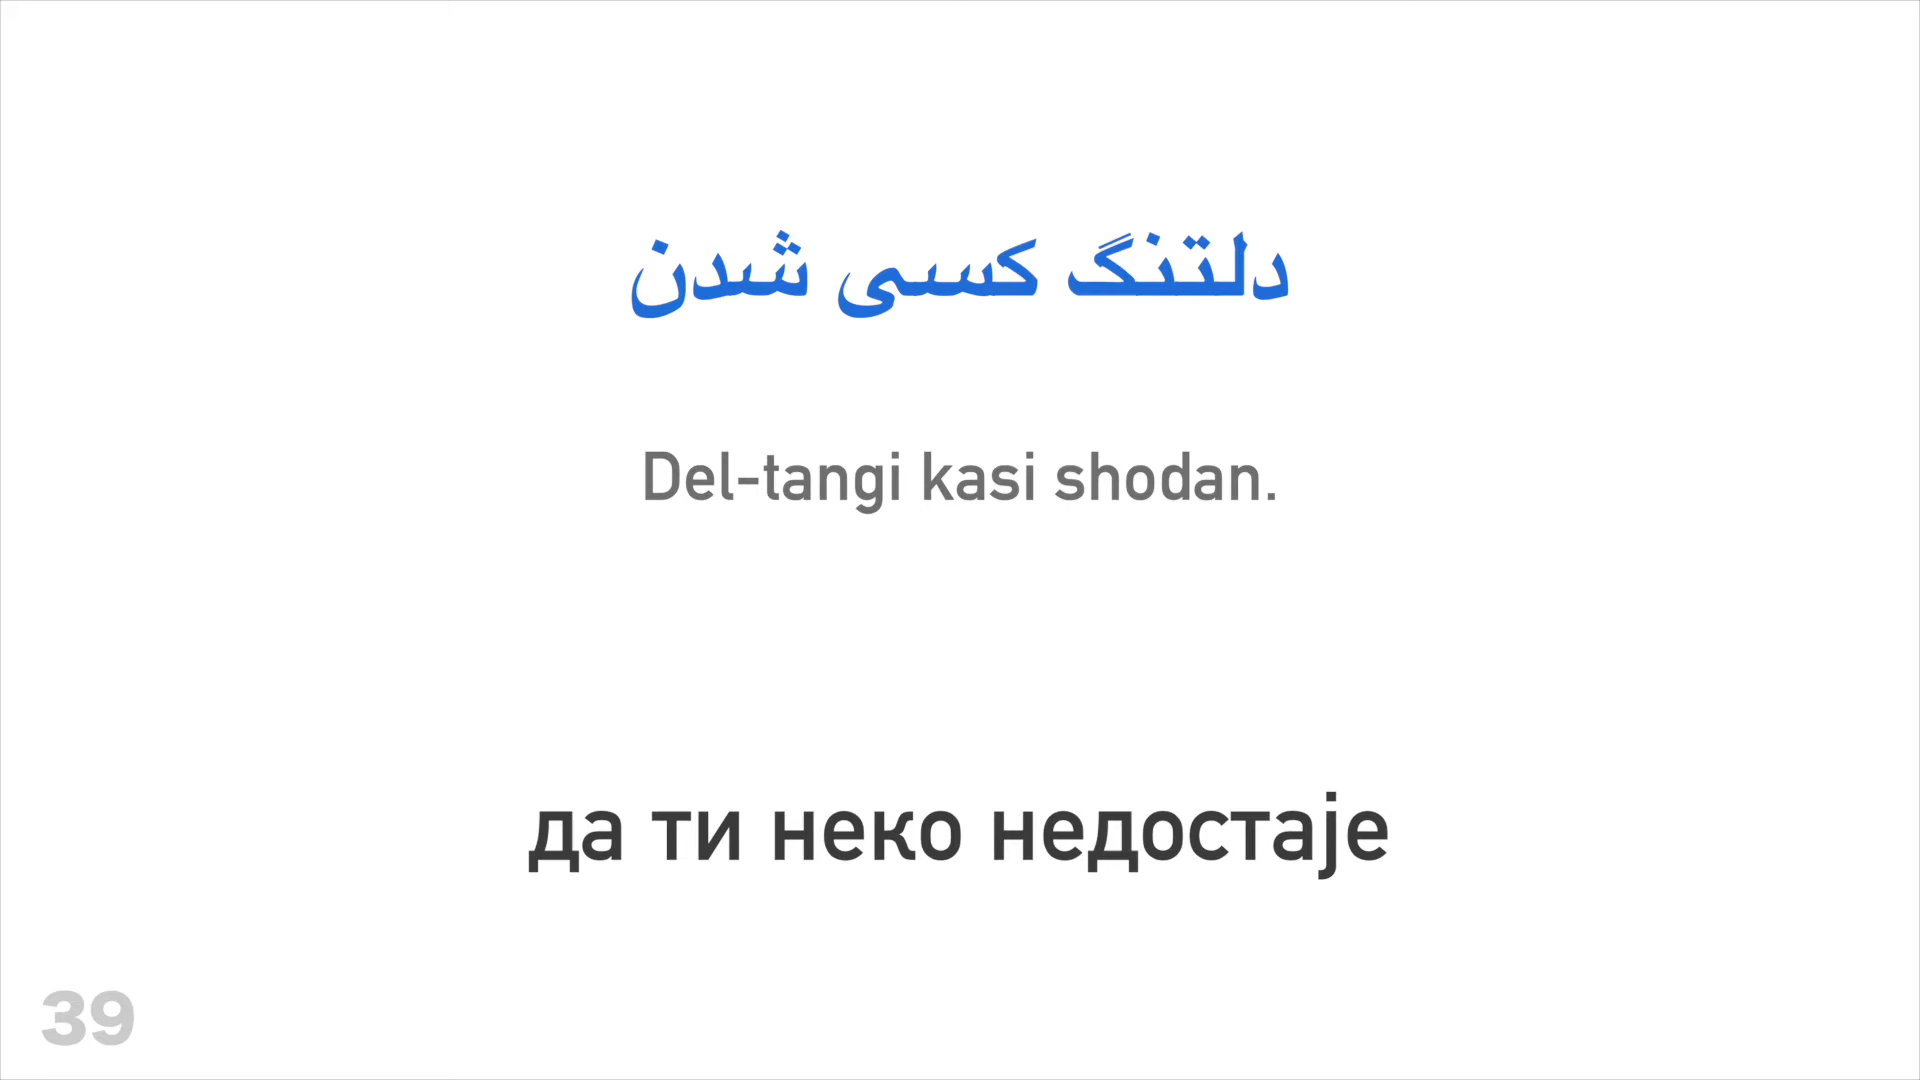 دلتنگ کسی شدن
Del-tangi kasi shodan.
да ти неко недостаје
39